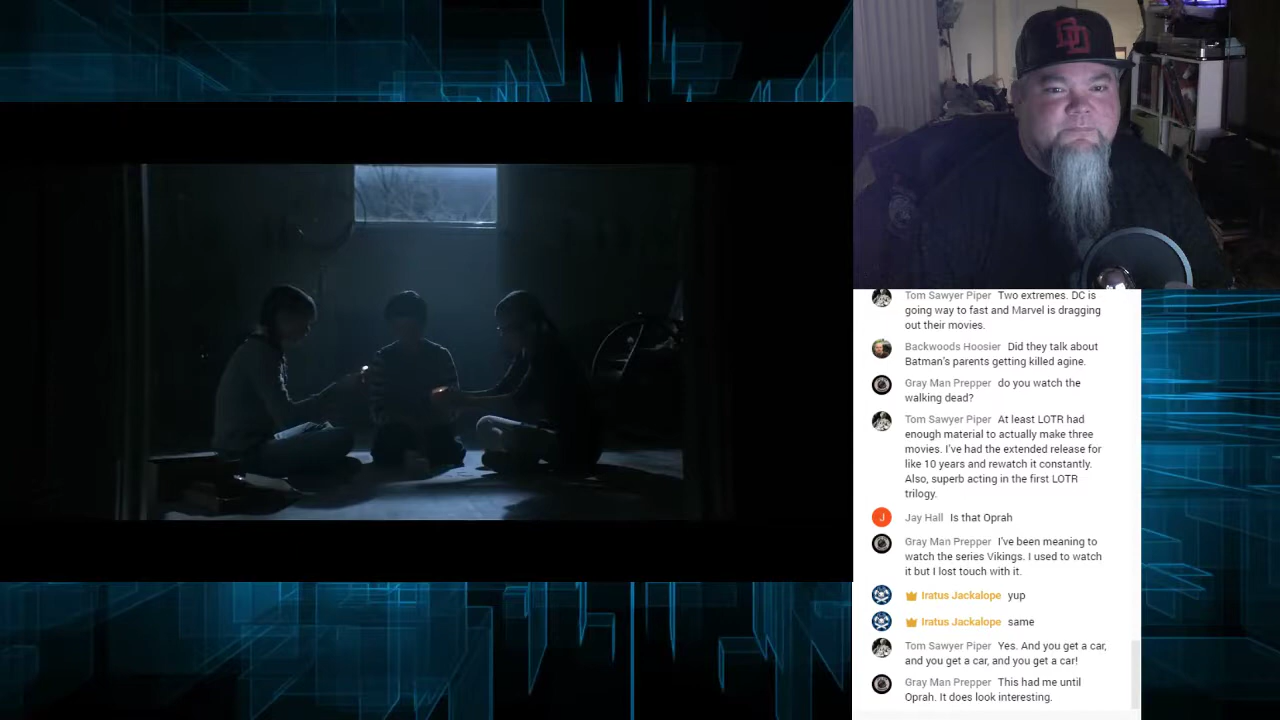 Tom Sawyer Piper Two extremes. DC is
going way to fast and Marvel is dragging
out their movies.
Backwoods Hoosier Did they talk about
Batman's parents getting killed agine.
Gray Man Prepper do you watch the
walking dead?
Tom Sawyer Piper At least LOTR had
enough material to actually make three
movies. I've had the extended release for
like 10 years and rewatch it constantly.
Also, superb acting in the first LOTR
trilogy.
J Jay Hall Is that Oprah
Gray Man Prepper I've been meaning to
watch the series Vikings. I used to watch
it but I lost touch with it.
Iratus Jackalope yup
Iratus Jackalope same
Tom Sawyer Piper Yes. And you get a car,
and you get a car, and you get a car!
Gray Man Prepper This had me until
Oprah. It does look interesting.